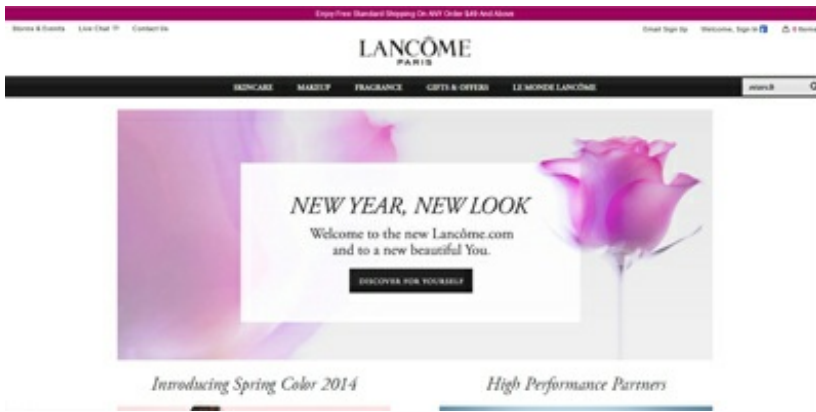 Enjoy Free Standard Shipping On ANY Order $49 And Above
Stores & Events Live Chat Contact Us
Email Sign Up Welcome, Sign In 0 Items
LANCÔME
PARIS
SKINCARE MAKEUP FRAGRANCE GIFTS & OFFERS LE MONDE LANCÔME
search
NEW YEAR, NEW LOOK
Welcome to the new Lancôme.com
and to a new beautiful You.
DISCOVER FOR YOURSELF
Introducing Spring Color 2014
High Performance Partners